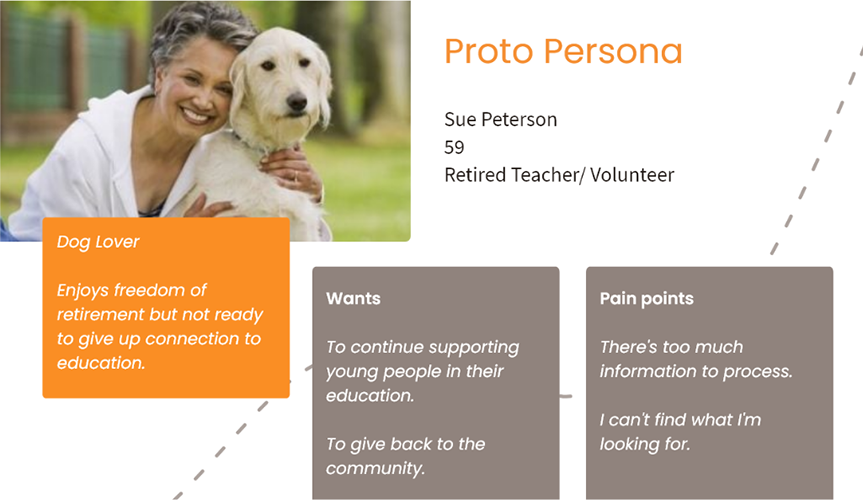 Proto Persona
Sue Peterson
59
Retired Teacher/ Volunteer
Dog Lover
Enjoys freedom of
retirement but not ready
to give up connection to
education.
Wants
To continue supporting
young people in their
education.
To give back to the
community.
Pain points
There's too much
information to process.
I can't find what I'm
looking for.